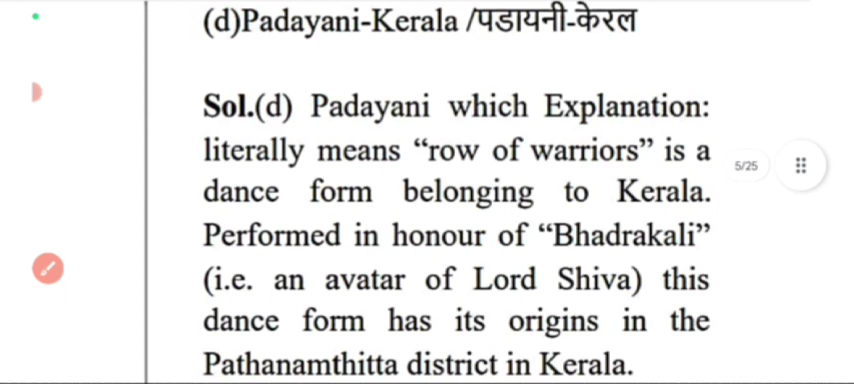 (d)Padayani-Kerala /पडायनी-केरल
Sol.(d) Padayani which Explanation:
literally means “row of warriors” is a
dance form belonging to Kerala.
Performed in honour of “Bhadrakali”
(i.e. an avatar of Lord Shiva) this
dance form has its origins in the
Pathanamthitta district in Kerala.
5/25